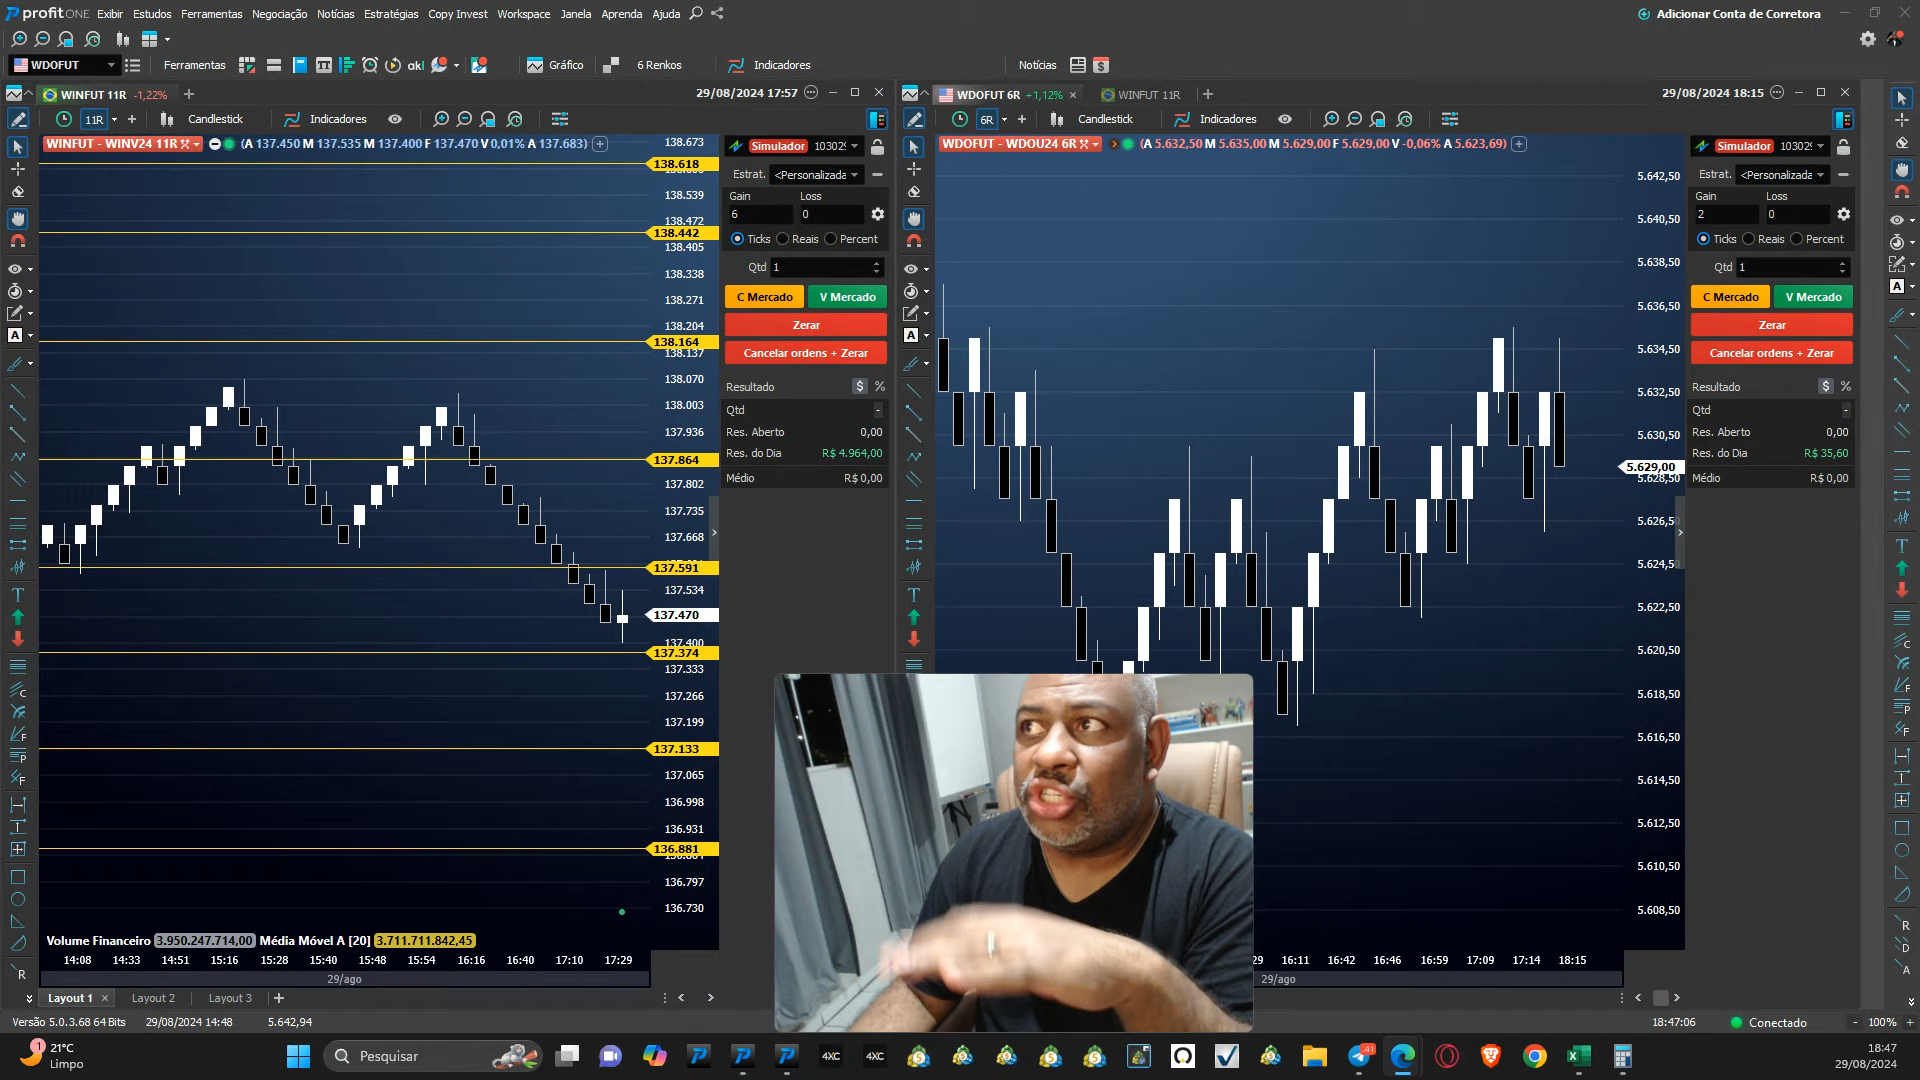 profitONE Exibir Estudos Ferramentas Negociação Notícias Estratégias Copy Invest Workspace Janela Aprenda Ajuda
Adicionar Conta de Corretora
WDOFUT Ferramentas Gráfico 6 Renkos Indicadores Notícias
WINFUT 11R -1,22% 29/08/2024 17:57
WDOFUT 6R +1,12% WINFUT 11R 29/08/2024 18:15
11R Candlestick Indicadores
6R Candlestick Indicadores
WINFUT - WINV24 11R (A 137.450 M 137.535 M 137.400 F 137.470 V 0,01% A 137.683)
138.673
138.618
138.539
138.472
138.442
138.405
138.338
138.271
138.204
138.164
138.137
138.070
138.003
137.936
137.864
137.802
137.735
137.668
137.591
137.534
137.470
137.400
137.374
137.333
137.266
137.199
137.133
137.065
136.998
136.931
136.881
136.797
136.730
Simulador 10302
Estrat. <Personalizada
Gain Loss
6 0
Ticks Reais Percent
Qtd 1
C Mercado V Mercado
Zerar
Cancelar ordens + Zerar
Resultado $ %
Qtd -
Res. Aberto 0,00
Res. do Dia R$ 4.964,00
Médio R$ 0,00
WDOFUT - WDOU24 6R (A 5.632,50 M 5.635,00 M 5.629,00 F 5.629,00 V -0,06% A 5.623,69)
5.642,50
5.640,50
5.638,50
5.636,50
5.634,50
5.632,50
5.630,50
5.629,00
5.628,50
5.626,50
5.624,50
5.622,50
5.620,50
5.618,50
5.616,50
5.614,50
5.612,50
5.610,50
5.608,50
Simulador 10302
Estrat. <Personalizada
Gain Loss
2 0
Ticks Reais Percent
Qtd 1
C Mercado V Mercado
Zerar
Cancelar ordens + Zerar
Resultado $ %
Qtd -
Res. Aberto 0,00
Res. do Dia R$ 35,60
Médio R$ 0,00
Volume Financeiro 3.950.247.714,00 Média Móvel A [20] 3.711.711.842,45
14:08 14:33 14:51 15:16 15:28 15:40 15:48 15:54 16:16 16:40 17:10 17:29
29/ago
29 16:11 16:42 16:46 16:59 17:09 17:14 18:15
29/ago
Layout 1 Layout 2 Layout 3
Versão 5.0.3.68 64 Bits 29/08/2024 14:48 5.642,94
18:47:06 Conectado - 100% +
1 21°C
Limpo
Pesquisar
4XC 4XC
41
18:47
29/08/2024